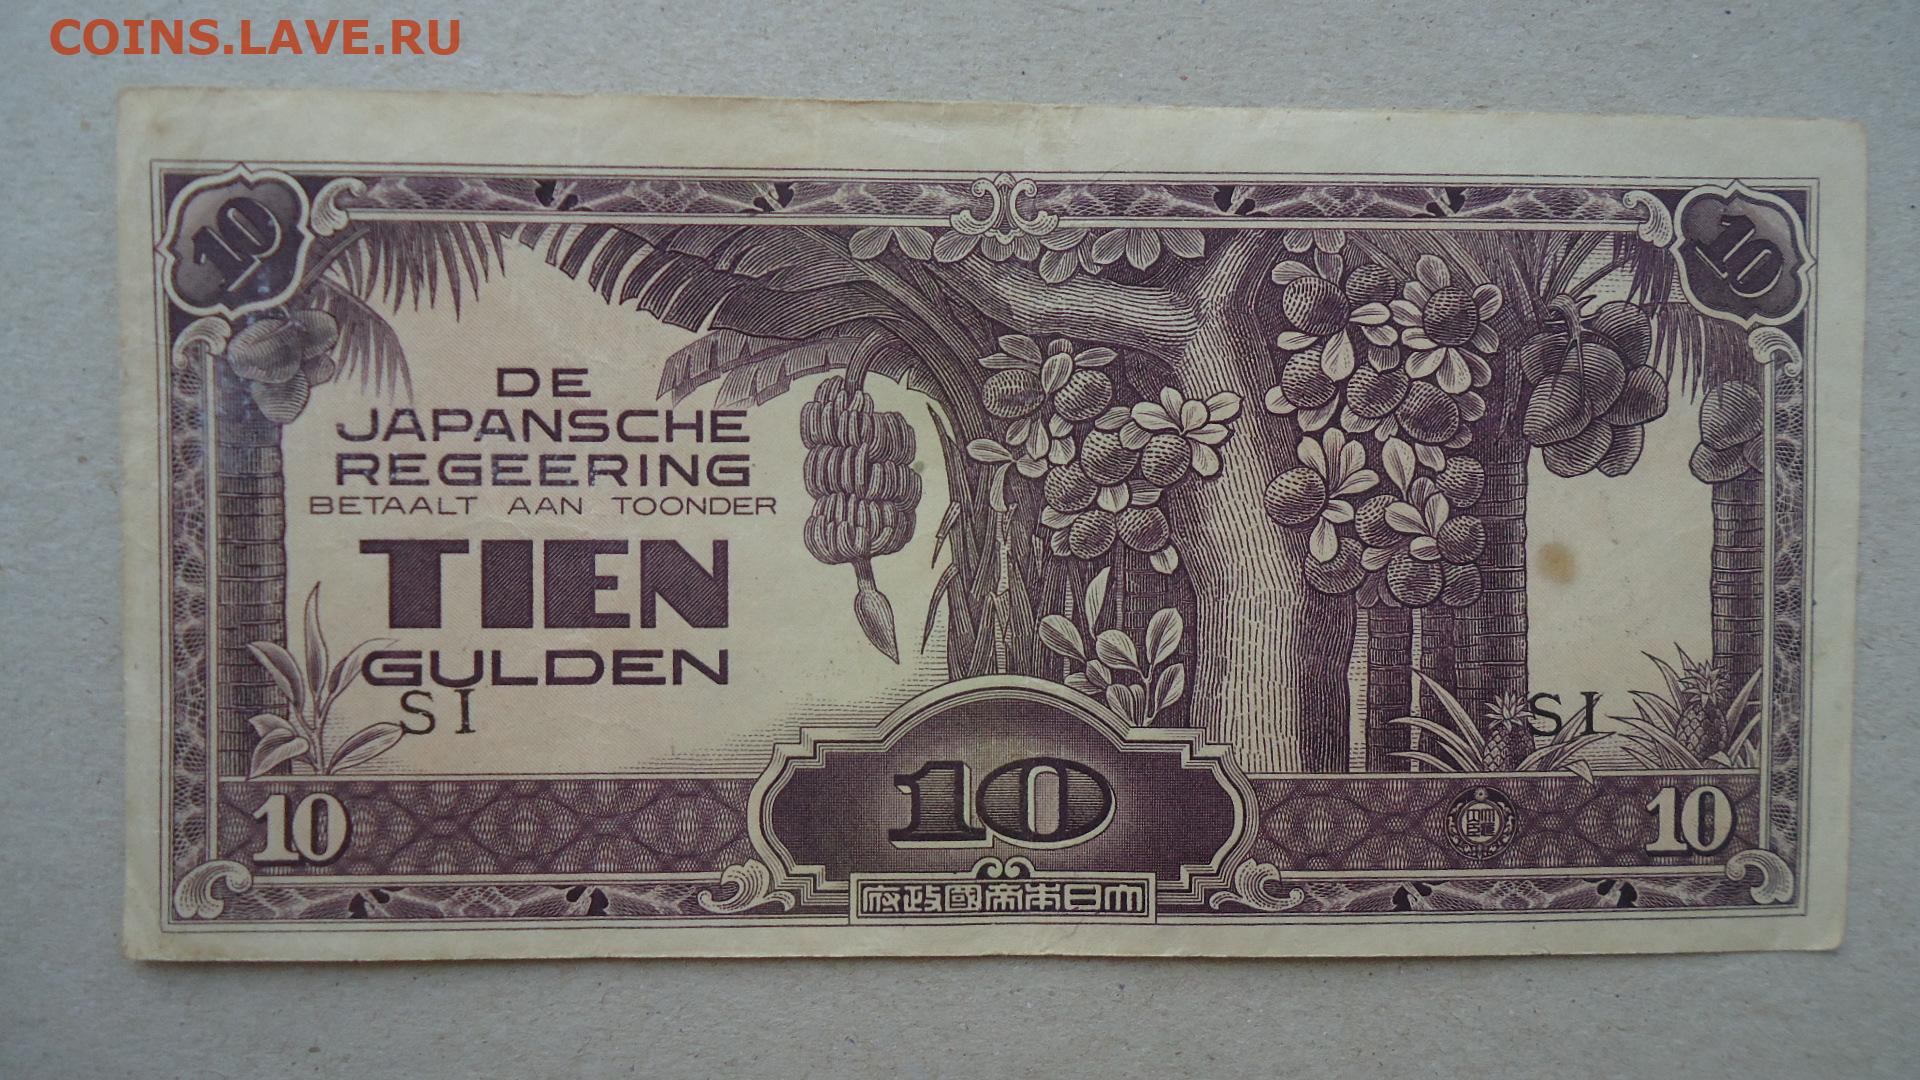 COINS.LAVE.RU
10 10
DE
JAPANSCHE
REGEERING
BETAALT AAN TOONDER
TIEN
GULDEN
SI SI
10 10 10
府政國帝本日大